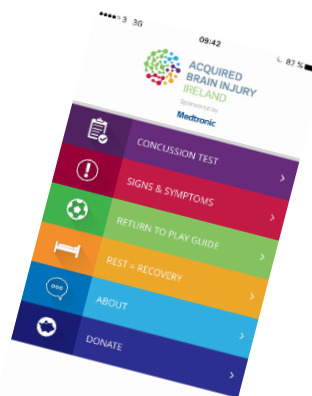 3 3G 09:42 87 %
ACQUIRED
BRAIN INJURY
IRELAND
Sponsored by
Medtronic
CONCUSSION TEST
SIGNS & SYMPTOMS
RETURN TO PLAY GUIDE
REST = RECOVERY
ABOUT
DONATE